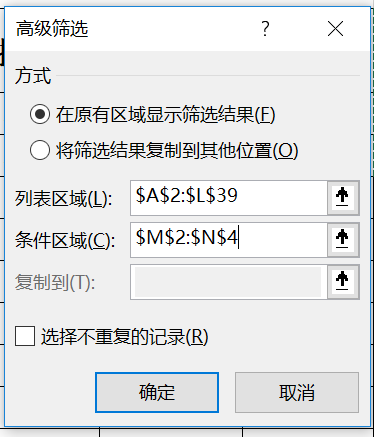 高级筛选 ?
方式
在原有区域显示筛选结果(F)
将筛选结果复制到其他位置(O)
列表区域(L): $A$2:$L$39
条件区域(C): $M$2:$N$4
复制到(T):
选择不重复的记录(R)
确定 取消